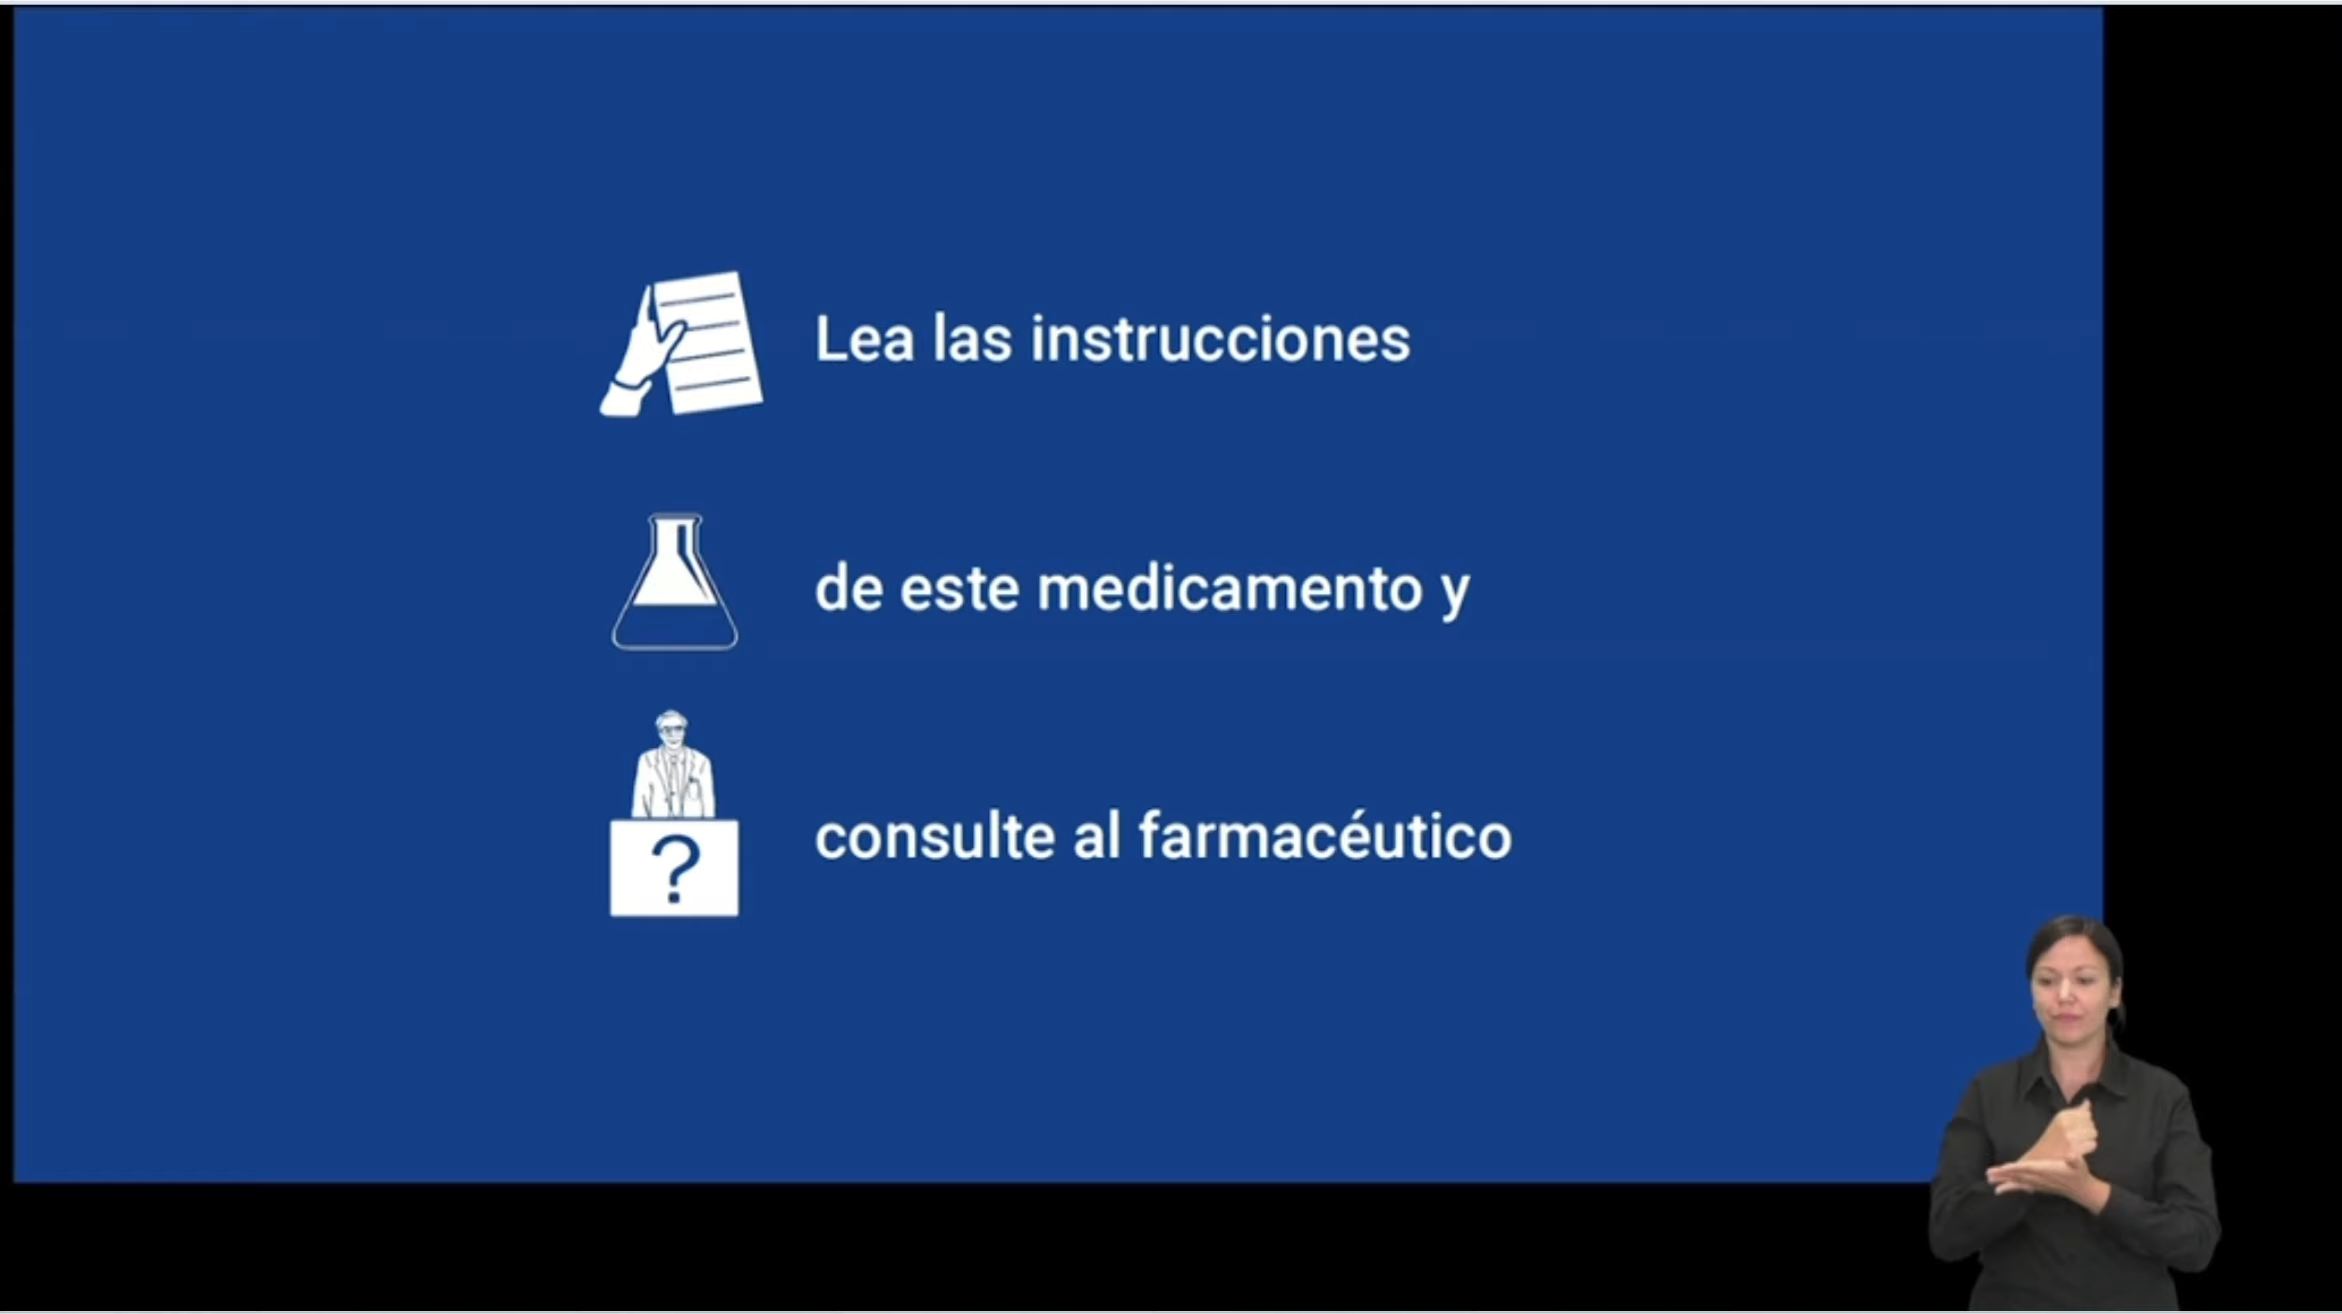 Lea las instrucciones
de este medicamento y
?
consulte al farmacéutico